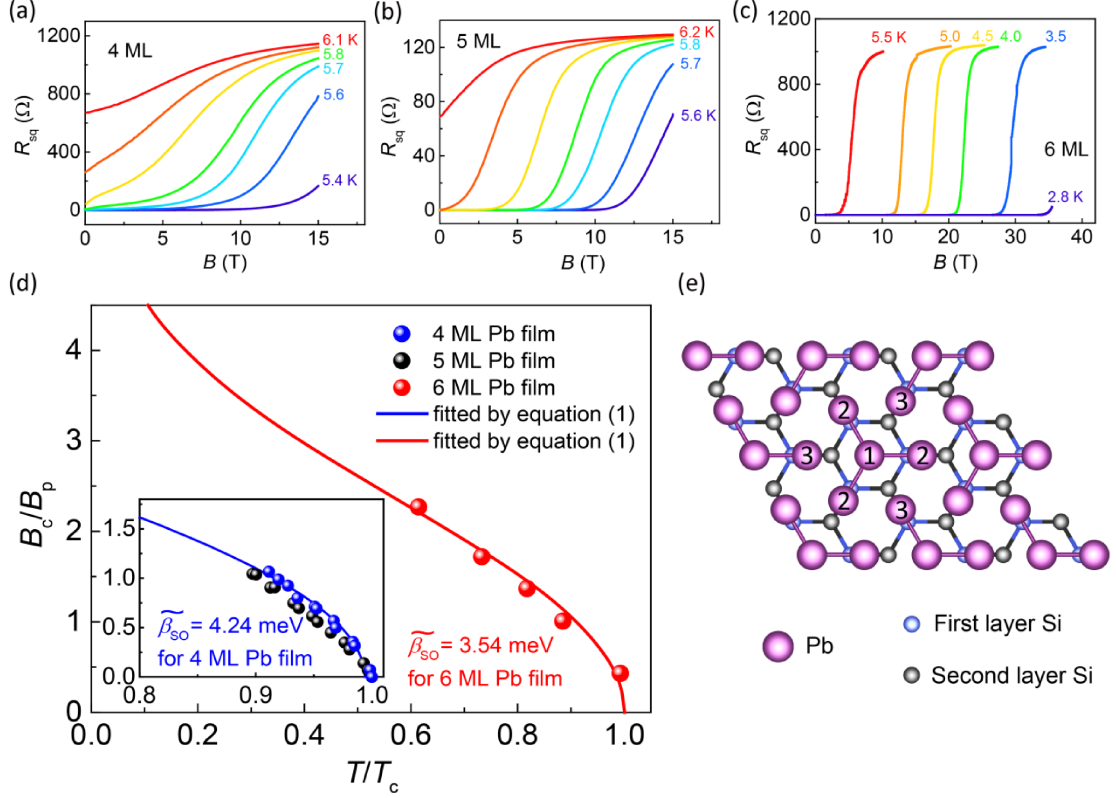 (a)
4 ML
6.1 K
5.8
5.7
5.6
5.4 K
1200
900
600
300
0
R_sq (Ω)
0 5 10 15
B (T)
(b)
5 ML
6.2 K
5.8
5.7
5.6 K
160
120
80
40
0
R_sq (Ω)
0 5 10 15
B (T)
(c)
5.5 K
5.0
4.5
4.0
3.5
6 ML
2.8 K
1200
900
600
300
0
R_sq (Ω)
0 10 20 30 40
B (T)
(d)
4 ML Pb film
5 ML Pb film
6 ML Pb film
fitted by equation (1)
fitted by equation (1)
4
3
2
1
0
B_c/B_p
1.5
1.0
0.5
0.0
0.8 0.9 1.0
β̃_SO = 4.24 meV
for 4 ML Pb film
β̃_SO = 3.54 meV
for 6 ML Pb film
0.0 0.2 0.4 0.6 0.8 1.0
T/T_c
(e)
2 3
3 1 2
2 3
Pb
First layer Si
Second layer Si